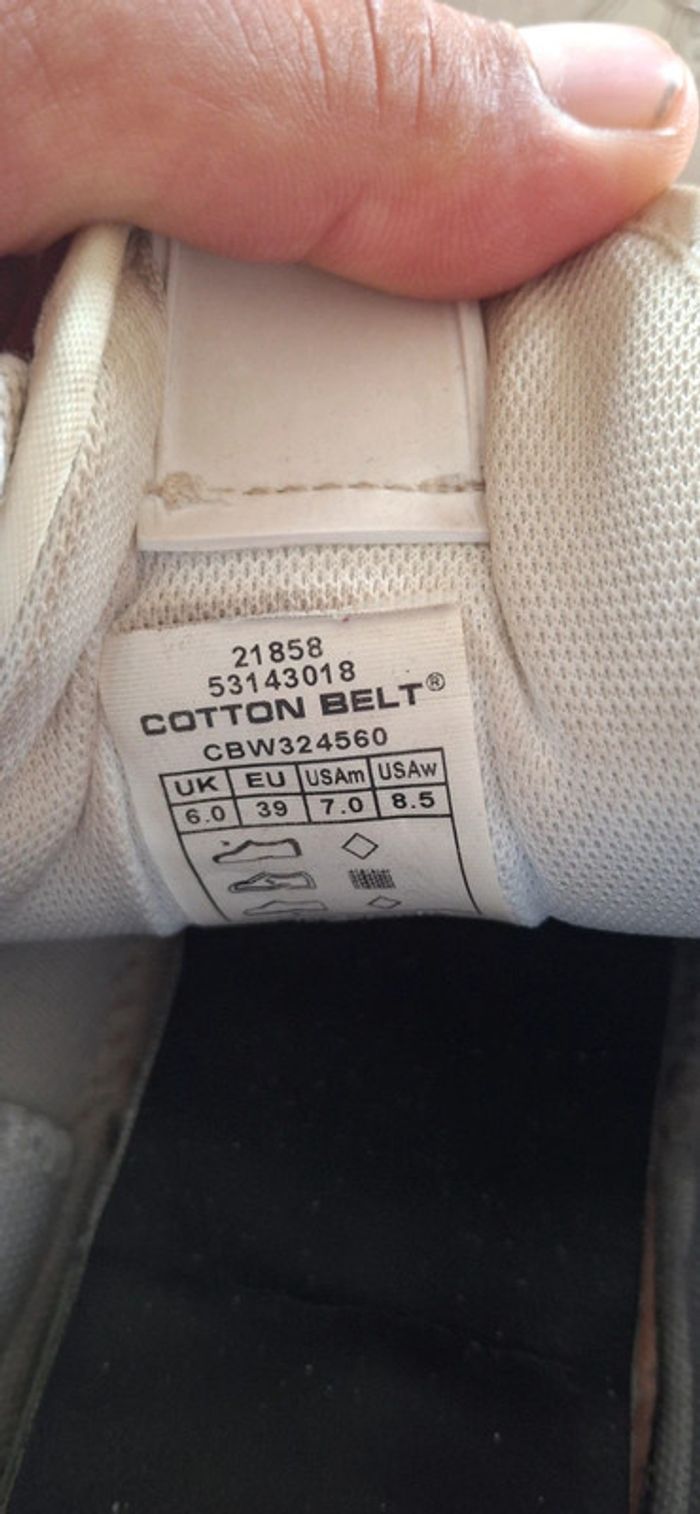 21858
53143018
COTTON BELT®
CBW324560
UK EU USAm USAw
6.0 39 7.0 8.5